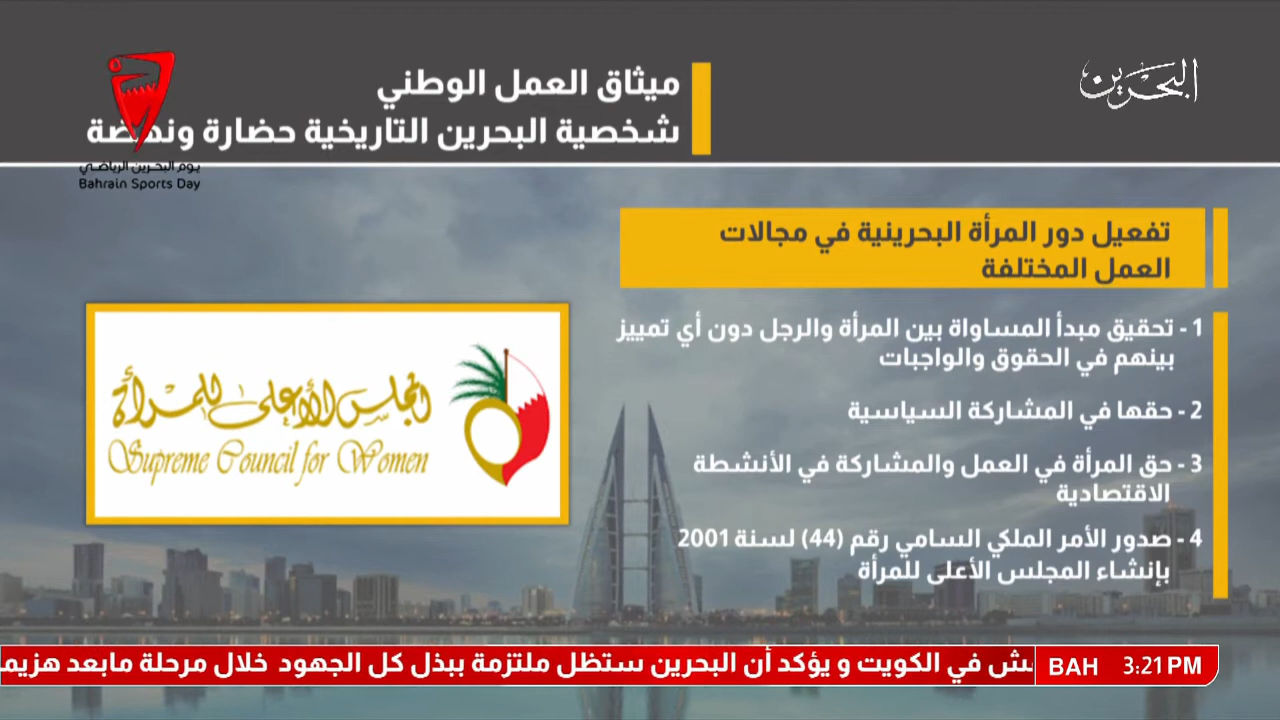 البحرين
ميثاق العمل الوطني
شخصية البحرين التاريخية حضارة ونهضة
يوم البحرين الرياضي
Bahrain Sports Day
تفعيل دور المرأة البحرينية في مجالات
العمل المختلفة
1 - تحقيق مبدأ المساواة بين المرأة والرجل دون أي تمييز
بينهم في الحقوق والواجبات
2 - حقها في المشاركة السياسية
3 - حق المرأة في العمل والمشاركة في الأنشطة
الاقتصادية
4 - صدور الأمر الملكي السامي رقم (44) لسنة 2001
بإنشاء المجلس الأعلى للمرأة
المجلس الأعلى للمرأة
Supreme Council for Women
في الكويت و يؤكد أن البحرين ستظل ملتزمة ببذل كل الجهود خلال مرحلة مابعد
BAH 3:21 PM